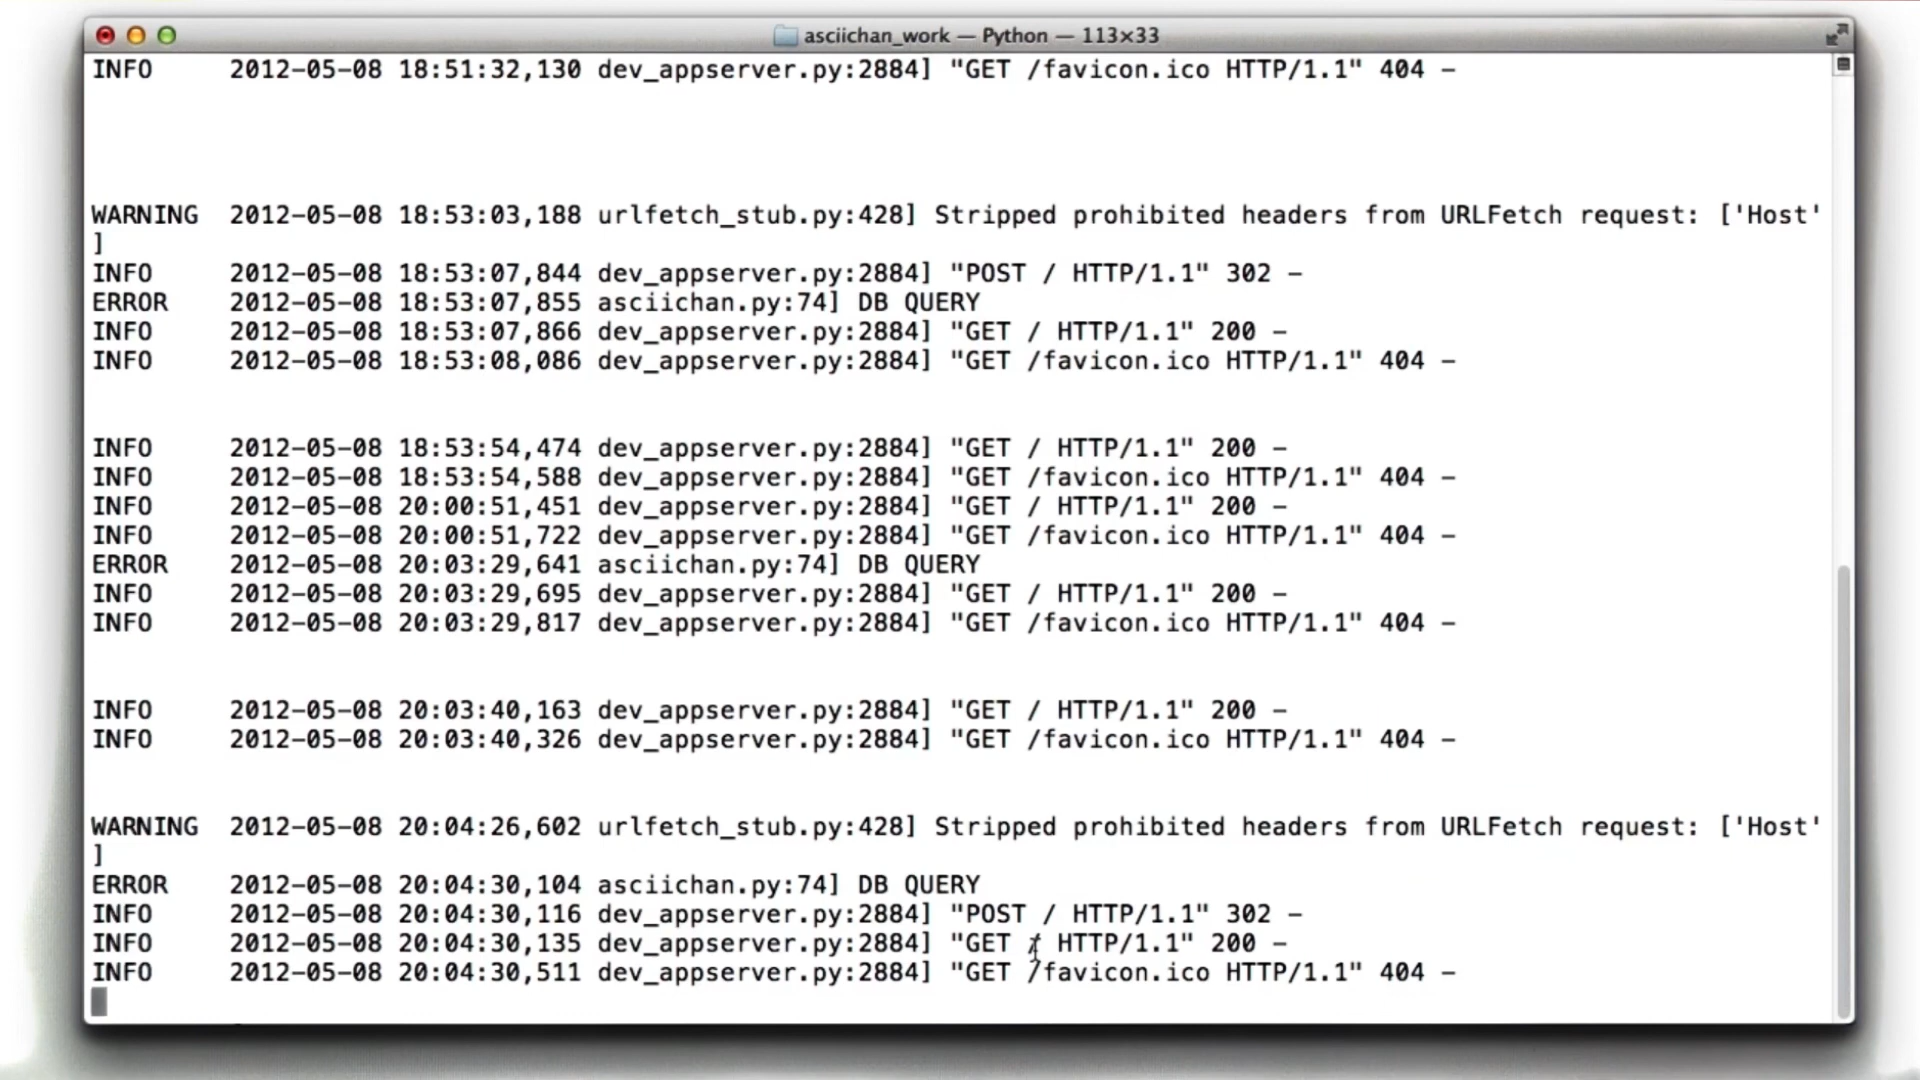 asciichan_work — Python — 113×33
INFO     2012-05-08 18:51:32,130 dev_appserver.py:2884] "GET /favicon.ico HTTP/1.1" 404 -
WARNING  2012-05-08 18:53:03,188 urlfetch_stub.py:428] Stripped prohibited headers from URLFetch request: ['Host'
]
INFO     2012-05-08 18:53:07,844 dev_appserver.py:2884] "POST / HTTP/1.1" 302 -
ERROR    2012-05-08 18:53:07,855 asciichan.py:74] DB QUERY
INFO     2012-05-08 18:53:07,866 dev_appserver.py:2884] "GET / HTTP/1.1" 200 -
INFO     2012-05-08 18:53:08,086 dev_appserver.py:2884] "GET /favicon.ico HTTP/1.1" 404 -
INFO     2012-05-08 18:53:54,474 dev_appserver.py:2884] "GET / HTTP/1.1" 200 -
INFO     2012-05-08 18:53:54,588 dev_appserver.py:2884] "GET /favicon.ico HTTP/1.1" 404 -
INFO     2012-05-08 20:00:51,451 dev_appserver.py:2884] "GET / HTTP/1.1" 200 -
INFO     2012-05-08 20:00:51,722 dev_appserver.py:2884] "GET /favicon.ico HTTP/1.1" 404 -
ERROR    2012-05-08 20:03:29,641 asciichan.py:74] DB QUERY
INFO     2012-05-08 20:03:29,695 dev_appserver.py:2884] "GET / HTTP/1.1" 200 -
INFO     2012-05-08 20:03:29,817 dev_appserver.py:2884] "GET /favicon.ico HTTP/1.1" 404 -
INFO     2012-05-08 20:03:40,163 dev_appserver.py:2884] "GET / HTTP/1.1" 200 -
INFO     2012-05-08 20:03:40,326 dev_appserver.py:2884] "GET /favicon.ico HTTP/1.1" 404 -
WARNING  2012-05-08 20:04:26,602 urlfetch_stub.py:428] Stripped prohibited headers from URLFetch request: ['Host'
]
ERROR    2012-05-08 20:04:30,104 asciichan.py:74] DB QUERY
INFO     2012-05-08 20:04:30,116 dev_appserver.py:2884] "POST / HTTP/1.1" 302 -
INFO     2012-05-08 20:04:30,135 dev_appserver.py:2884] "GET / HTTP/1.1" 200 -
INFO     2012-05-08 20:04:30,511 dev_appserver.py:2884] "GET /favicon.ico HTTP/1.1" 404 -